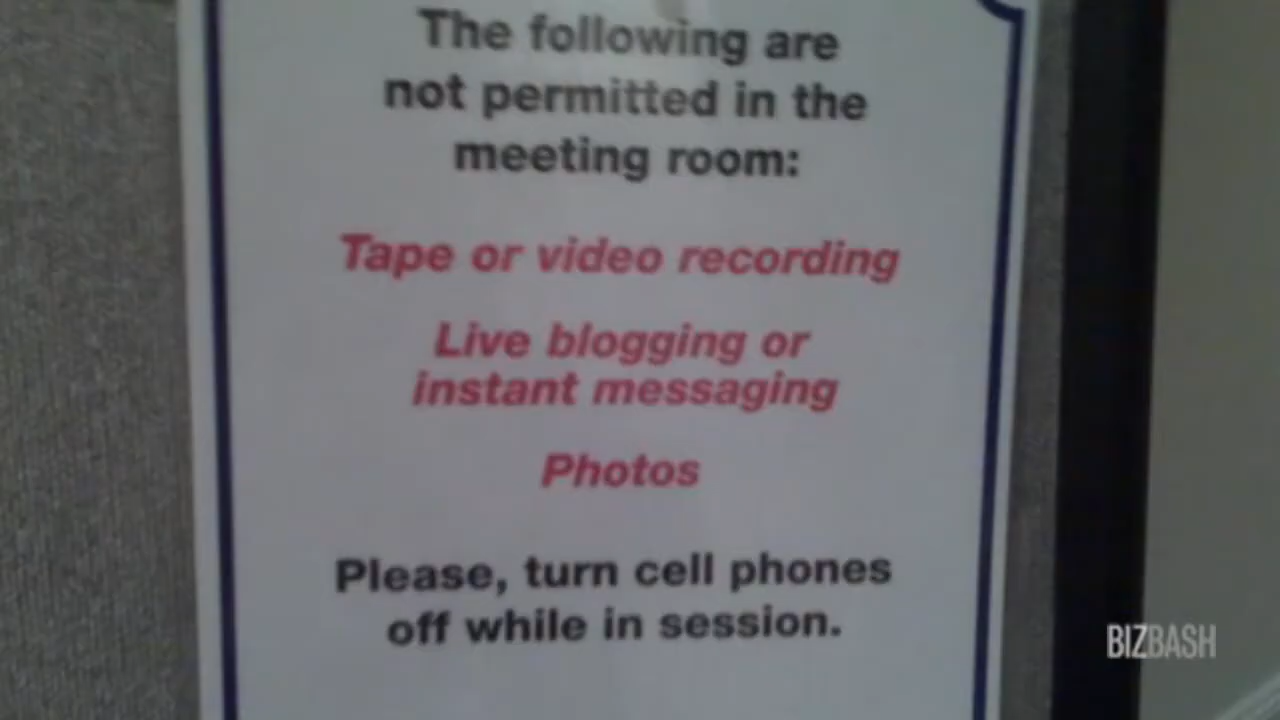 The following are
not permitted in the
meeting room:
Tape or video recording
Live blogging or
instant messaging
Photos
Please, turn cell phones
off while in session.
BIZBASH